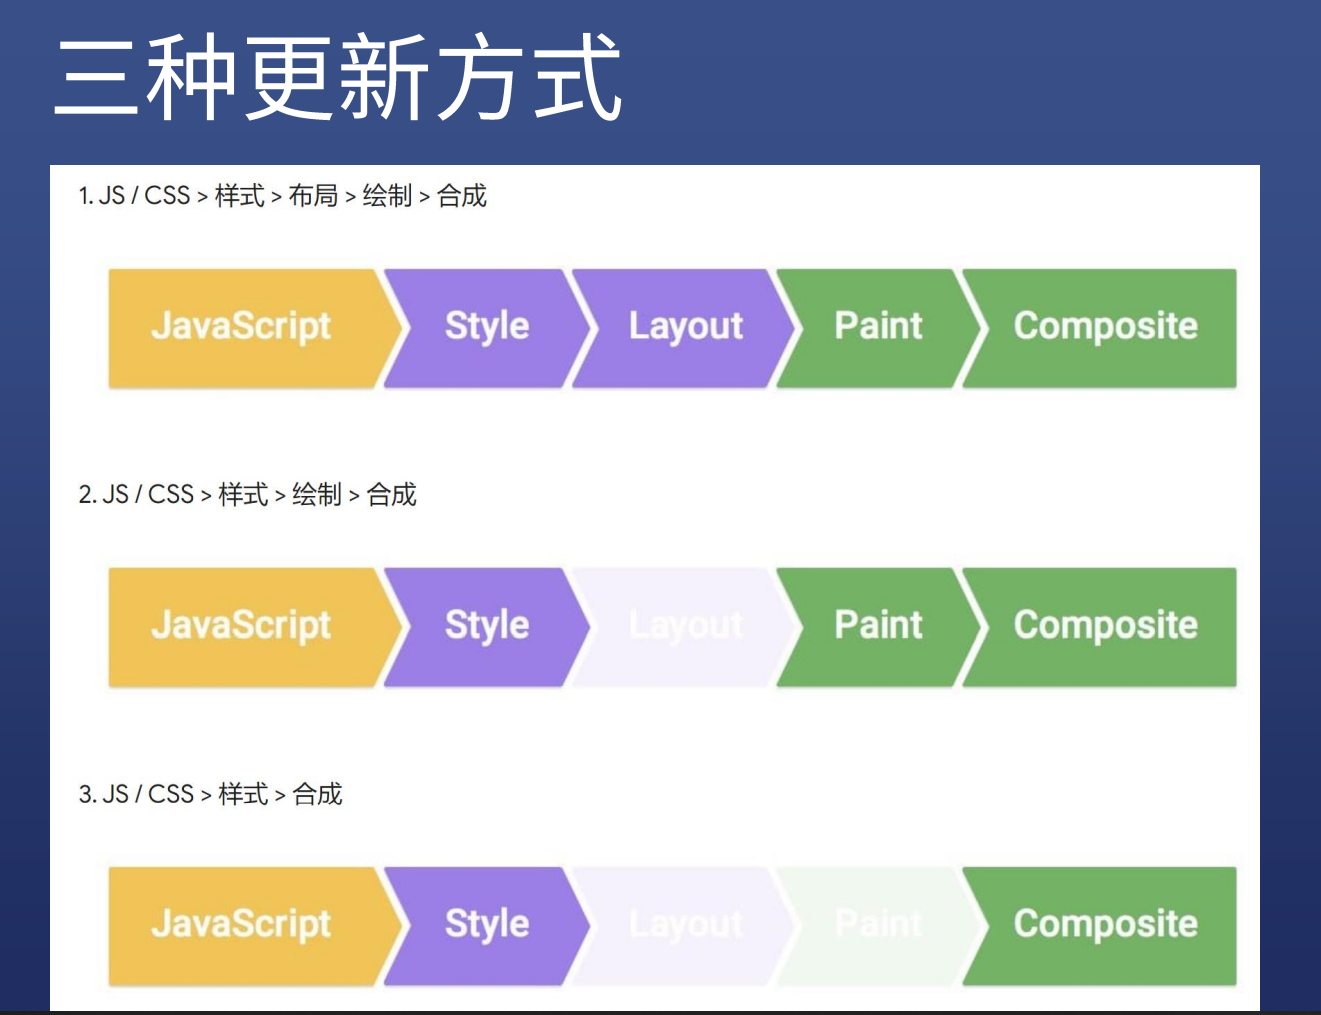 三种更新方式
1. JS / CSS > 样式 > 布局 > 绘制 > 合成
JavaScript Style Layout Paint Composite
2. JS / CSS > 样式 > 绘制 > 合成
JavaScript Style Layout Paint Composite
3. JS / CSS > 样式 > 合成
JavaScript Style Layout Paint Composite